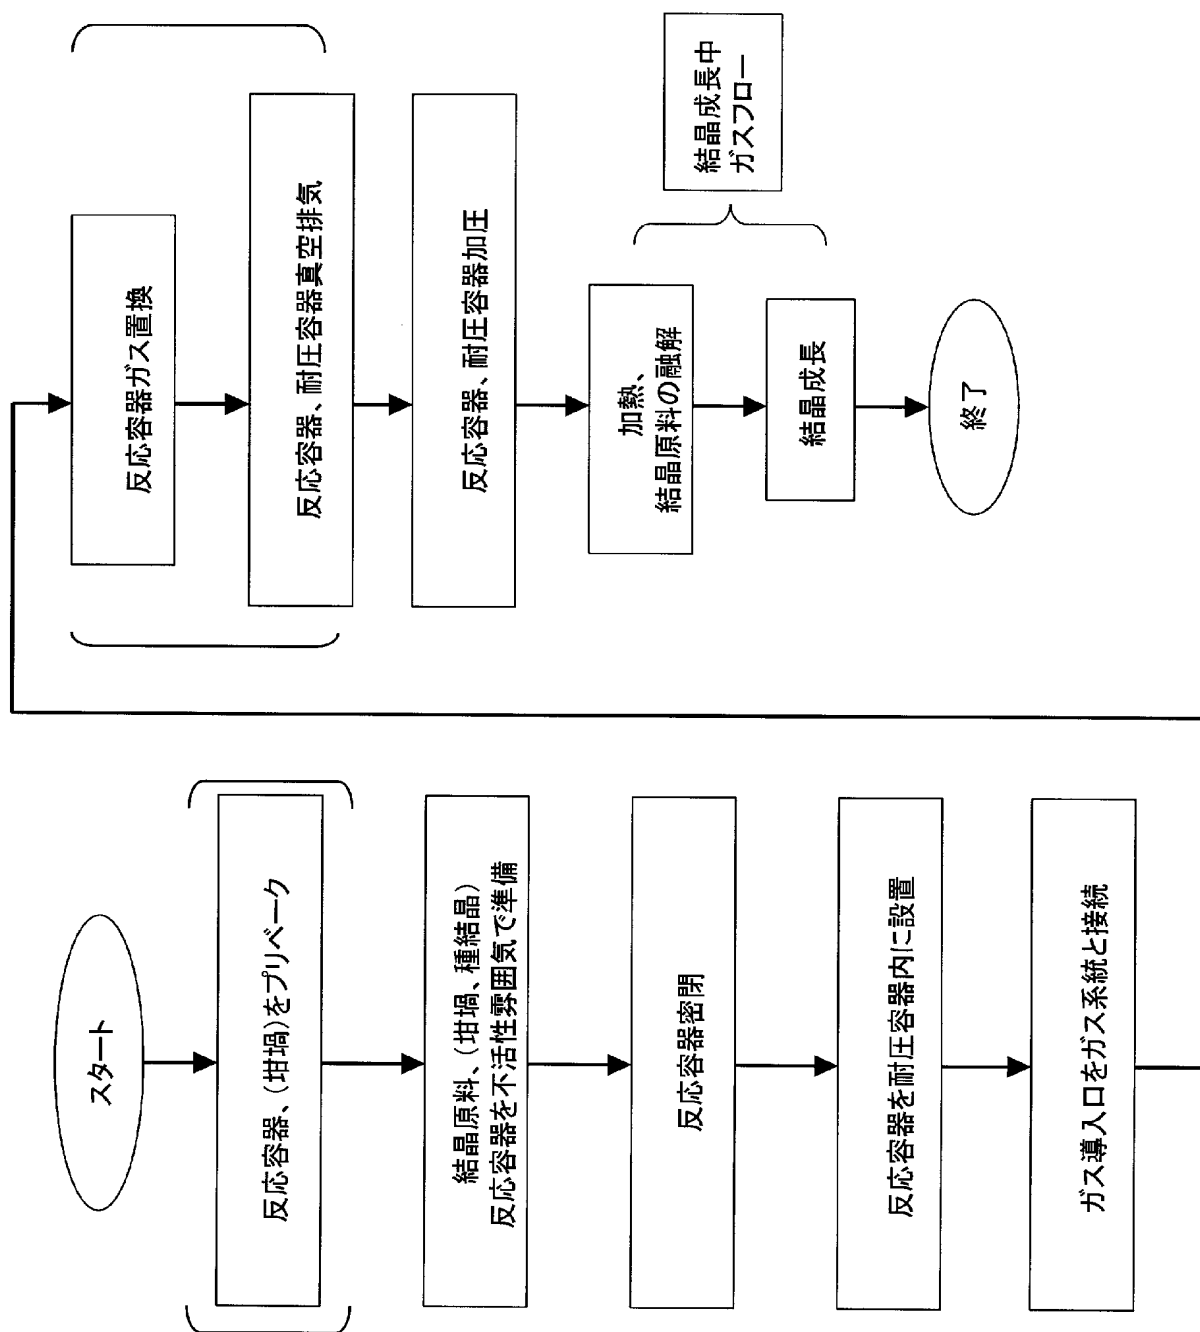 スタート
反応容器、(坩堝)をプリベーク
結晶原料、(坩堝、種結晶)
反応容器を不活性雰囲気で準備
反応容器密閉
反応容器を耐圧容器内に設置
ガス導入口をガス系統と接続
反応容器ガス置換
反応容器、耐圧容器真空排気
反応容器、耐圧容器加圧
加熱、
結晶原料の融解
結晶成長中
ガスフロー
結晶成長
終了